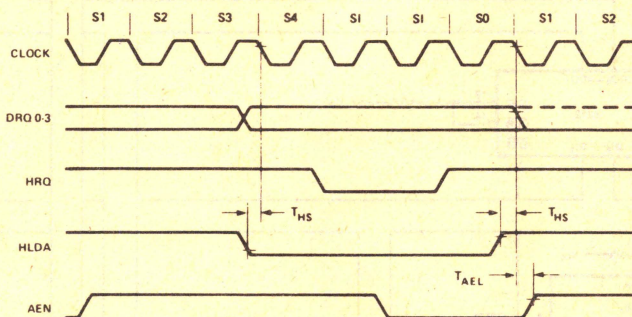 S1 S2 S3 S4 SI SI S0 S1 S2
CLOCK
DRQ 0-3
HRQ
THS THS
HLDA
TAEL
AEN